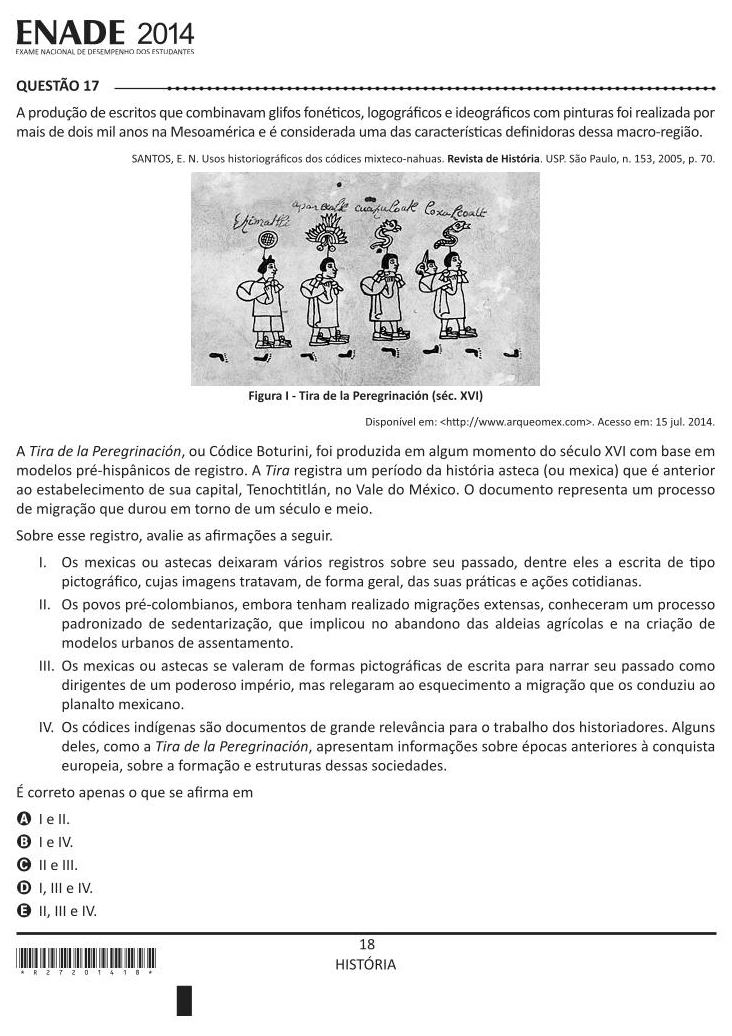 ENADE 2014
EXAME NACIONAL DE DESEMPENHO DOS ESTUDANTES
QUESTÃO 17
A produção de escritos que combinavam glifos fonéticos, logográficos e ideográficos com pinturas foi realizada por
mais de dois mil anos na Mesoamérica e é considerada uma das características definidoras dessa macro-região.
SANTOS, E. N. Usos historiográficos dos códices mixteco-nahuas. Revista de História. USP. São Paulo, n. 153, 2005, p. 70.
Figura I - Tira de la Peregrinación (séc. XVI)
Disponível em: <http://www.arqueomex.com>. Acesso em: 15 jul. 2014.
A Tira de la Peregrinación, ou Códice Boturini, foi produzida em algum momento do século XVI com base em
modelos pré-hispânicos de registro. A Tira registra um período da história asteca (ou mexica) que é anterior
ao estabelecimento de sua capital, Tenochtitlán, no Vale do México. O documento representa um processo
de migração que durou em torno de um século e meio.
Sobre esse registro, avalie as afirmações a seguir.
I. Os mexicas ou astecas deixaram vários registros sobre seu passado, dentre eles a escrita de tipo
pictográfico, cujas imagens tratavam, de forma geral, das suas práticas e ações cotidianas.
II. Os povos pré-colombianos, embora tenham realizado migrações extensas, conheceram um processo
padronizado de sedentarização, que implicou no abandono das aldeias agrícolas e na criação de
modelos urbanos de assentamento.
III. Os mexicas ou astecas se valeram de formas pictográficas de escrita para narrar seu passado como
dirigentes de um poderoso império, mas relegaram ao esquecimento a migração que os conduziu ao
planalto mexicano.
IV. Os códices indígenas são documentos de grande relevância para o trabalho dos historiadores. Alguns
deles, como a Tira de la Peregrinación, apresentam informações sobre épocas anteriores à conquista
europeia, sobre a formação e estruturas dessas sociedades.
É correto apenas o que se afirma em
A I e II.
B I e IV.
C II e III.
D I, III e IV.
E II, III e IV.
18
HISTÓRIA
*R27201418*